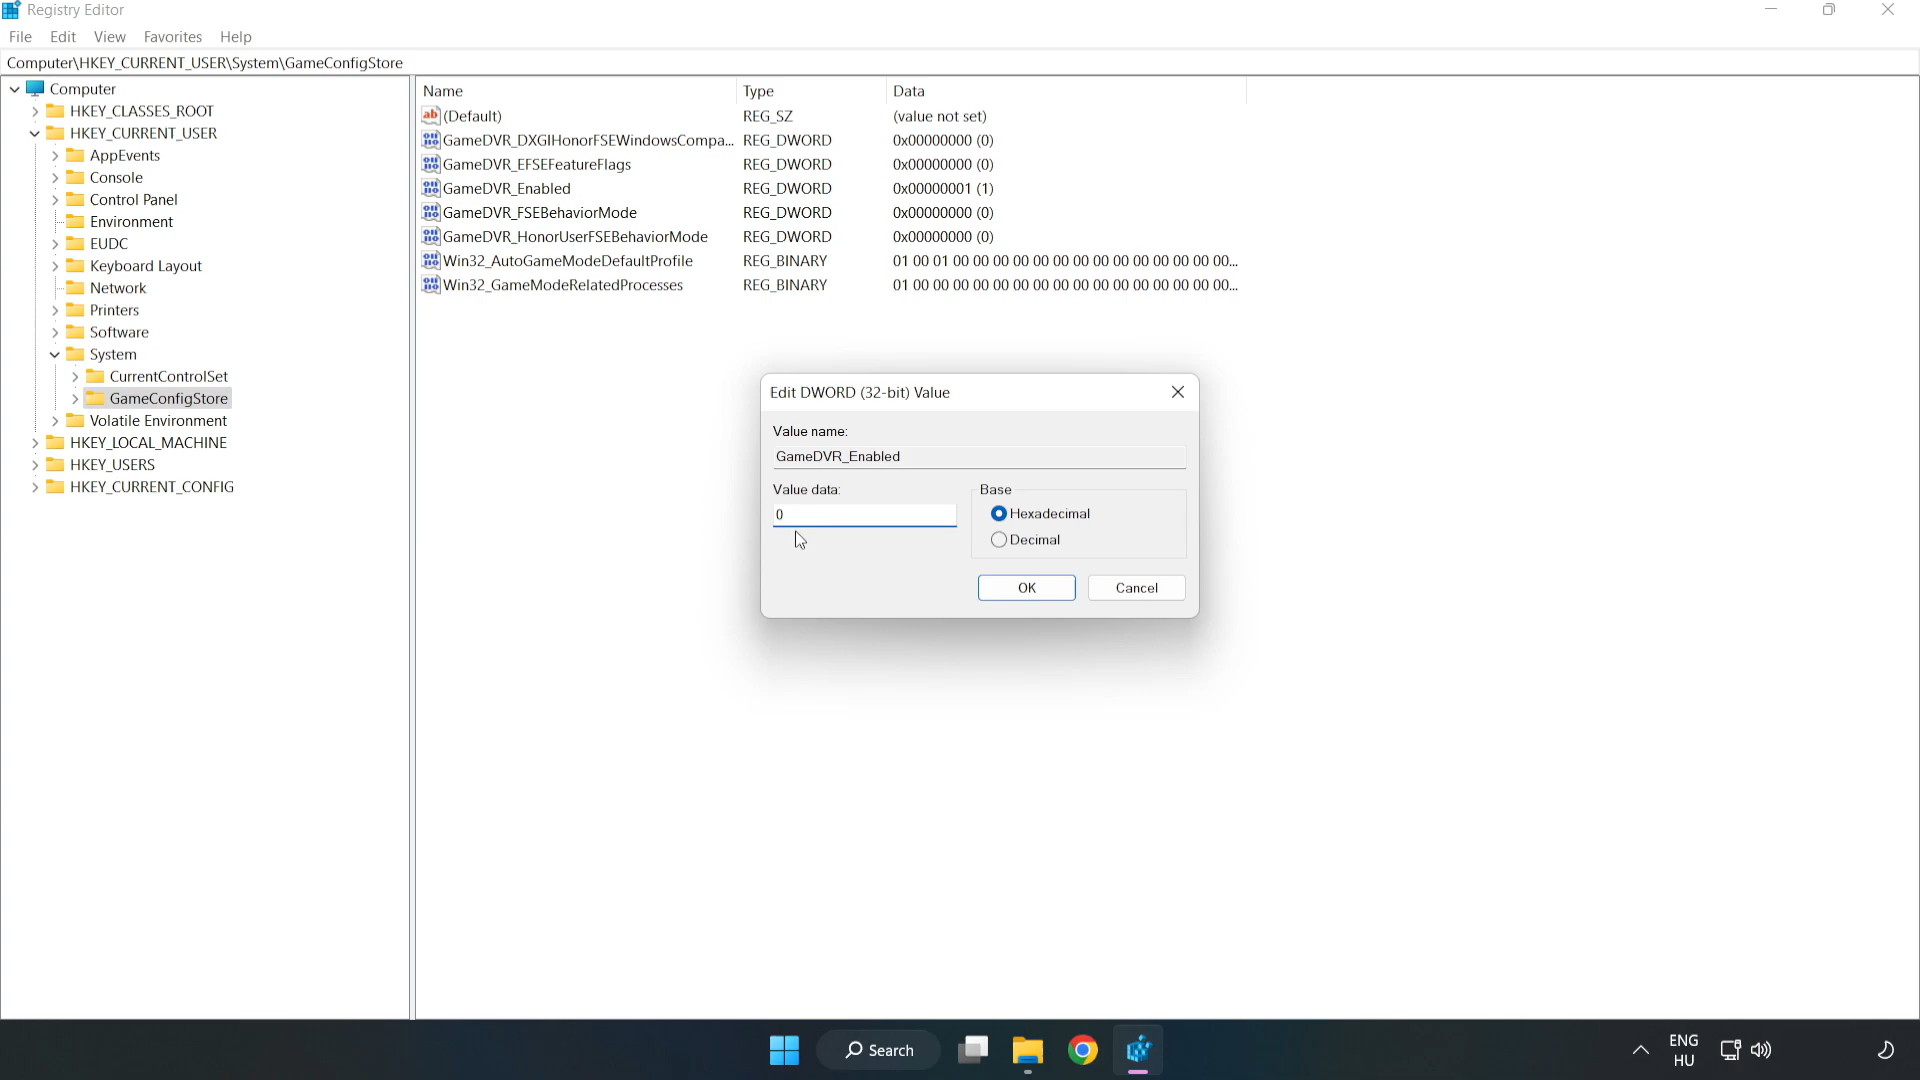 Registry Editor
File Edit View Favorites Help
Computer\HKEY_CURRENT_USER\System\GameConfigStore
Computer
HKEY_CLASSES_ROOT
HKEY_CURRENT_USER
AppEvents
Console
Control Panel
Environment
EUDC
Keyboard Layout
Network
Printers
Software
System
CurrentControlSet
GameConfigStore
Volatile Environment
HKEY_LOCAL_MACHINE
HKEY_USERS
HKEY_CURRENT_CONFIG
Name Type Data
(Default) REG_SZ (value not set)
GameDVR_DXGIHonorFSEWindowsCompa... REG_DWORD 0x00000000 (0)
GameDVR_EFSEFeatureFlags REG_DWORD 0x00000000 (0)
GameDVR_Enabled REG_DWORD 0x00000001 (1)
GameDVR_FSEBehaviorMode REG_DWORD 0x00000000 (0)
GameDVR_HonorUserFSEBehaviorMode REG_DWORD 0x00000000 (0)
Win32_AutoGameModeDefaultProfile REG_BINARY 01 00 01 00 00 00 00 00 00 00 00 00 00 00 00 00 00...
Win32_GameModeRelatedProcesses REG_BINARY 01 00 00 00 00 00 00 00 00 00 00 00 00 00 00 00 00...
Edit DWORD (32-bit) Value
Value name:
GameDVR_Enabled
Value data:
0
Base
Hexadecimal
Decimal
OK Cancel
Search
ENG
HU